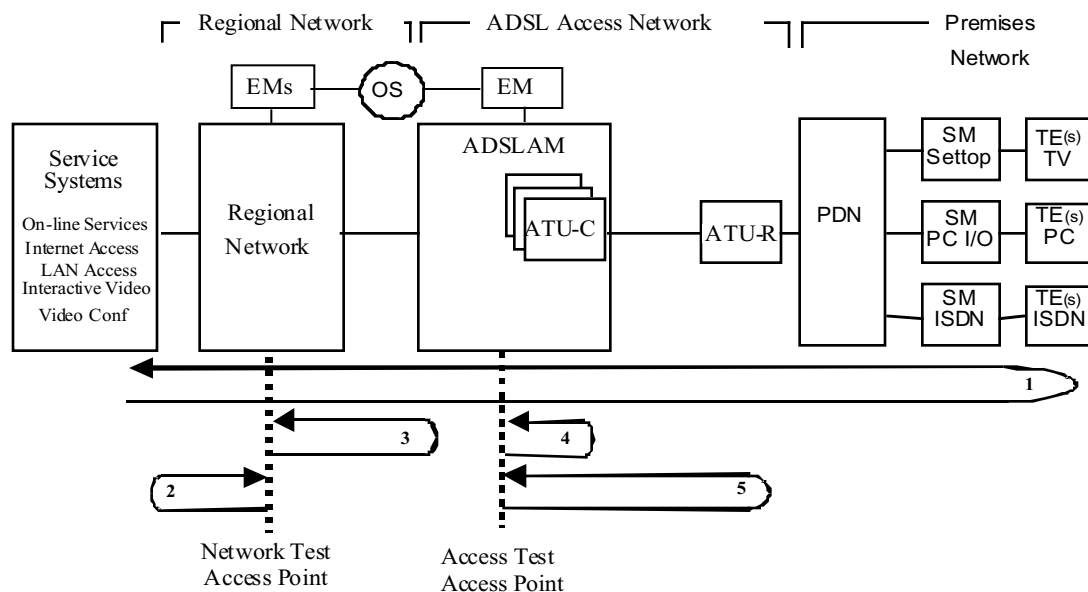 Regional Network
ADSL Access Network
Premises
Network
EMs
OS
EM
Service
Systems
On-line Services
Internet Access
LAN Access
Interactive Video
Video Conf
Regional
Network
ADSLAM
ATU-C
ATU-R
PDN
SM
Settop
TE(s)
TV
SM
PC I/O
TE(s)
PC
SM
ISDN
TE(s)
ISDN
1
3
4
2
5
Network Test
Access Point
Access Test
Access Point